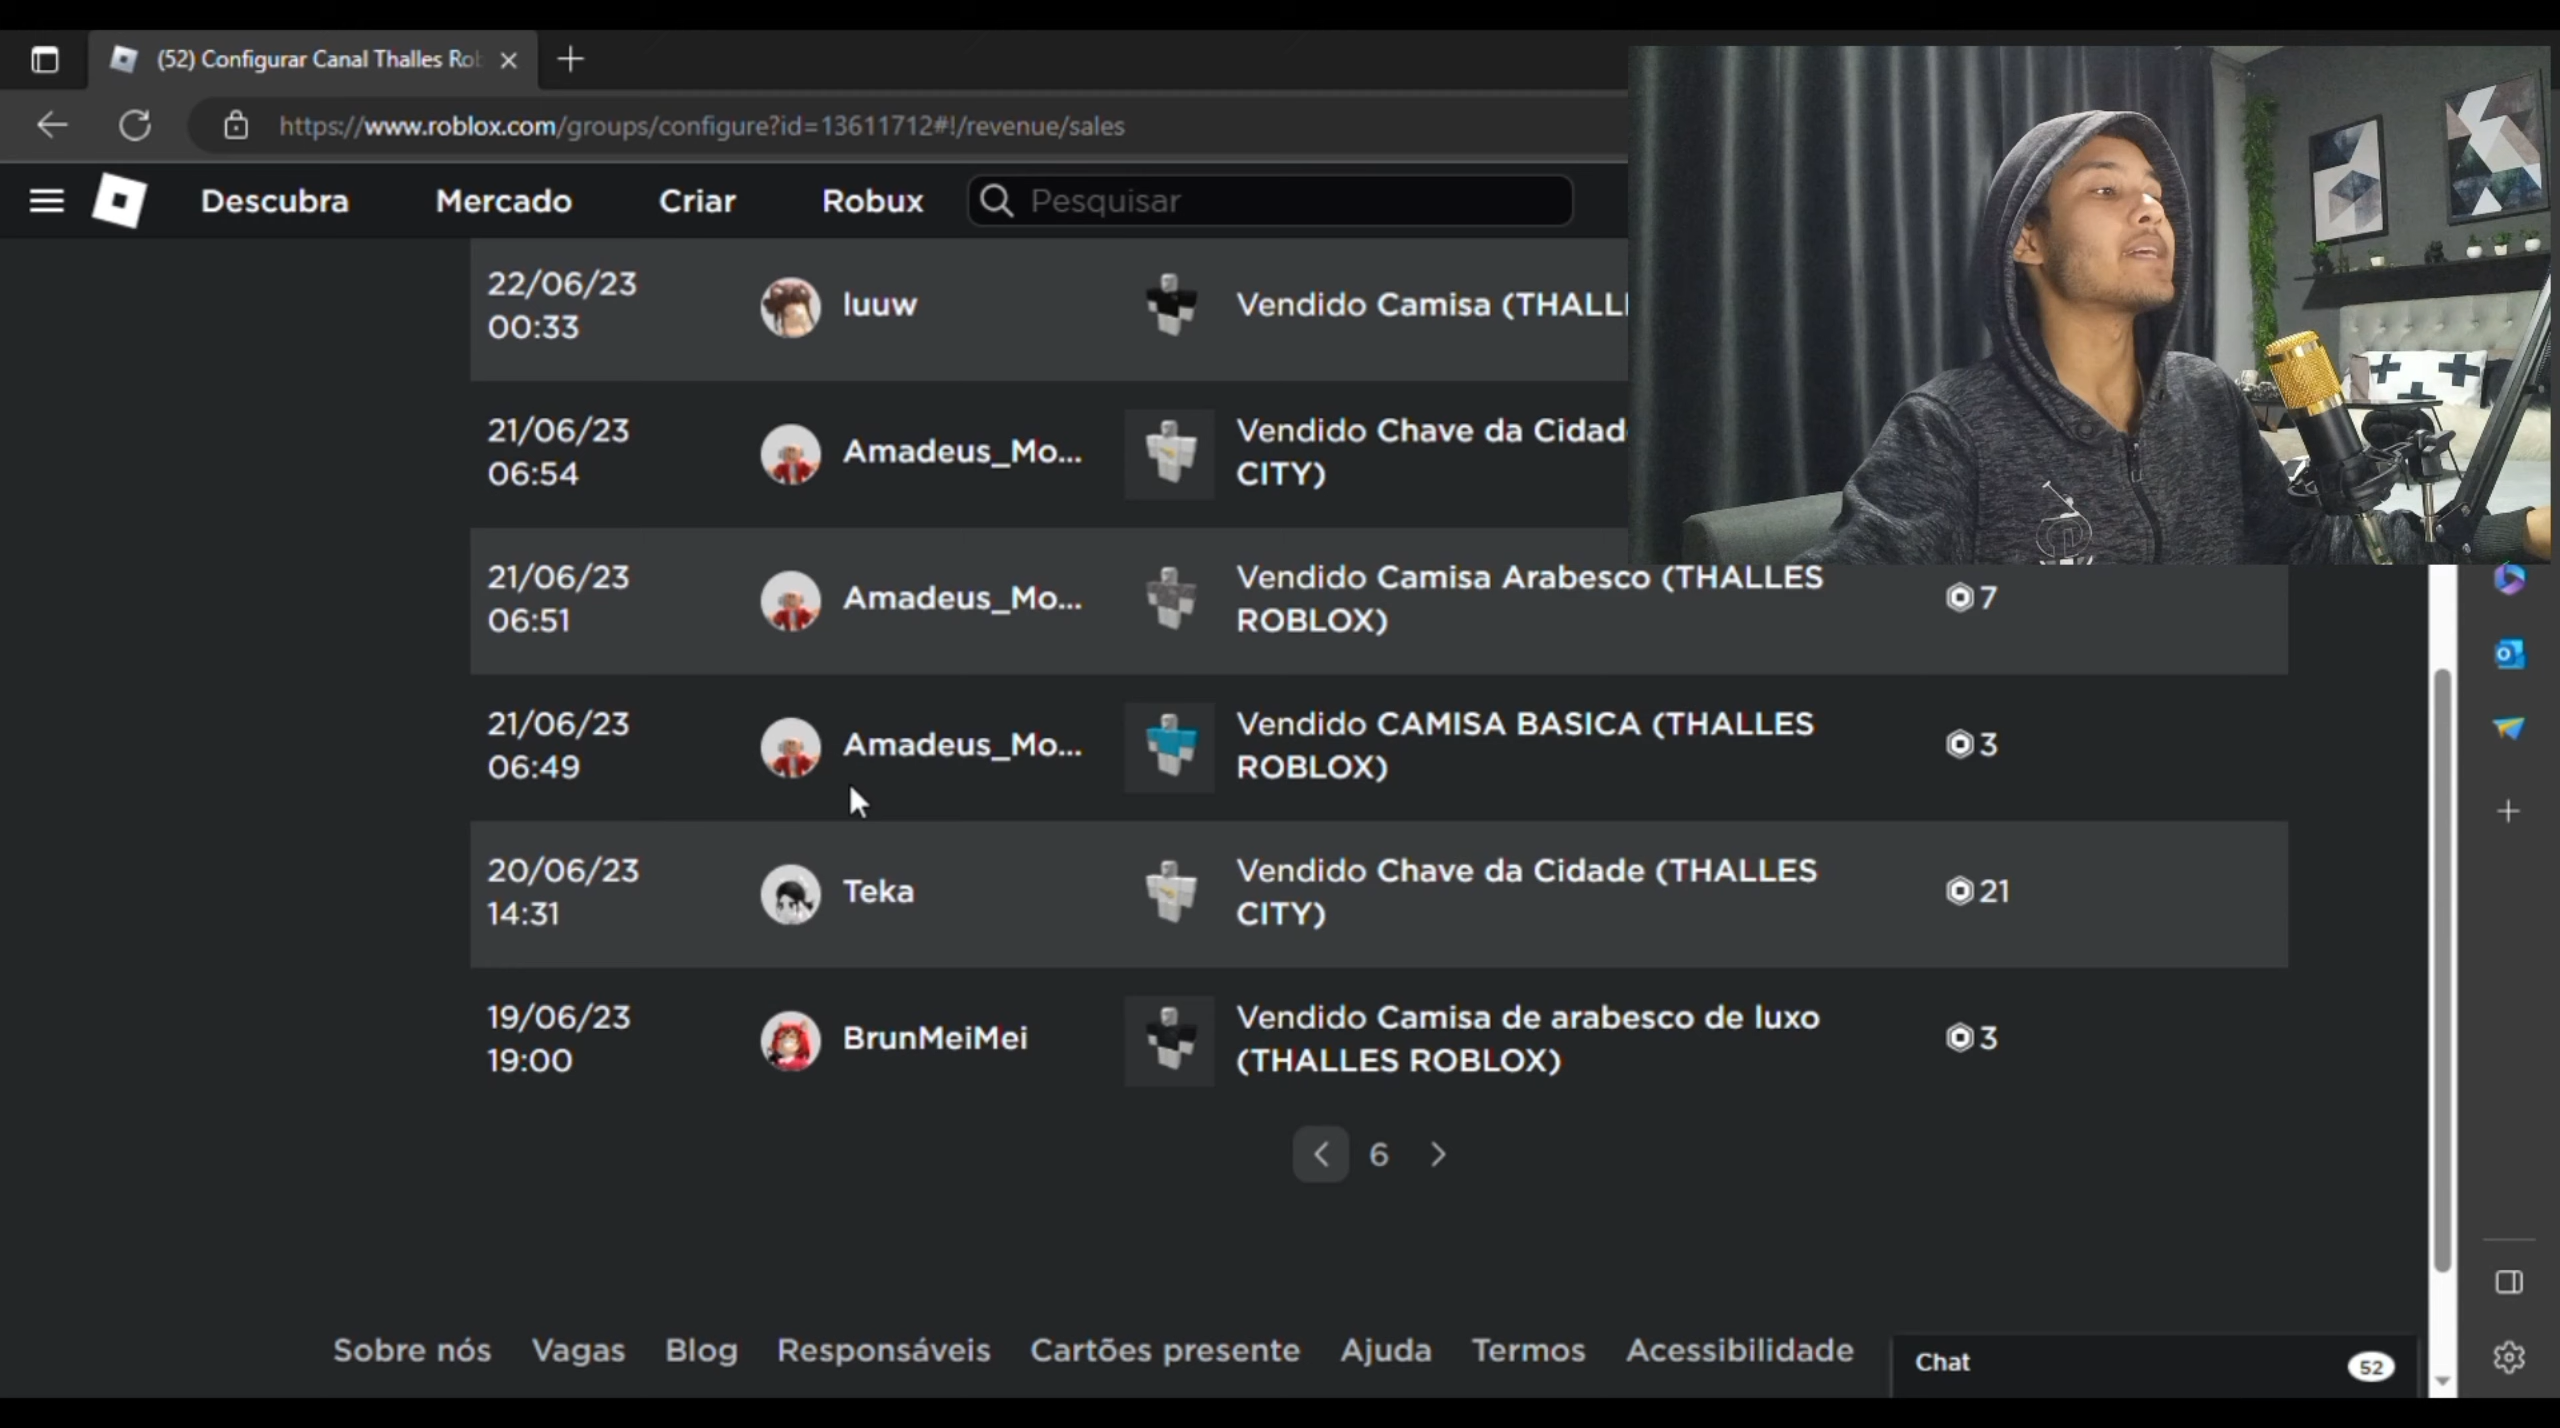 (52) Configurar Canal Thalles Rob
https://www.roblox.com/groups/configure?id=13611712#!/revenue/sales
Descubra Mercado Criar Robux Pesquisar
22/06/23
00:33
luuw
Vendido Camisa (THALL
21/06/23
06:54
Amadeus_Mo...
Vendido Chave da Cidad
CITY)
21/06/23
06:51
Amadeus_Mo...
Vendido Camisa Arabesco (THALLES
ROBLOX)
7
21/06/23
06:49
Amadeus_Mo...
Vendido CAMISA BASICA (THALLES
ROBLOX)
3
20/06/23
14:31
Teka
Vendido Chave da Cidade (THALLES
CITY)
21
19/06/23
19:00
BrunMeiMei
Vendido Camisa de arabesco de luxo
(THALLES ROBLOX)
3
6
Sobre nós Vagas Blog Responsáveis Cartões presente Ajuda Termos Acessibilidade
Chat 52